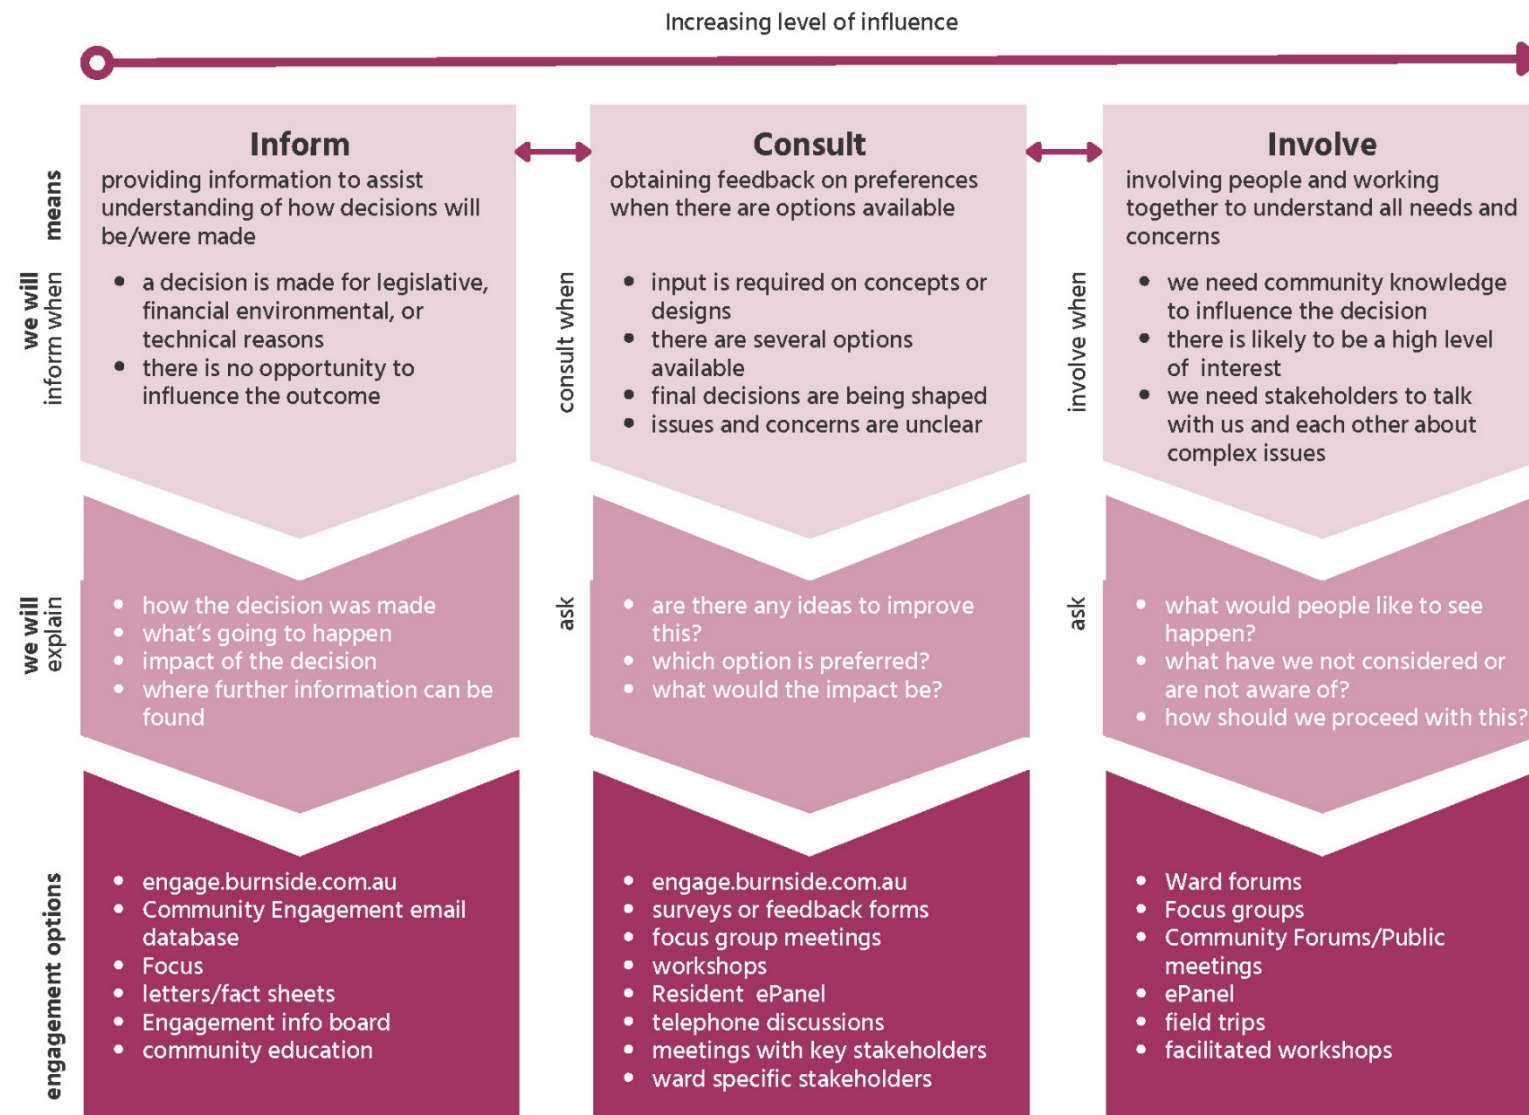 Increasing level of influence
means
we will
inform when
Inform
providing information to assist
understanding of how decisions will
be/were made
• a decision is made for legislative,
financial environmental, or
technical reasons
• there is no opportunity to
influence the outcome
consult when
Consult
obtaining feedback on preferences
when there are options available
• input is required on concepts or
designs
• there are several options
available
• final decisions are being shaped
• issues and concerns are unclear
involve when
Involve
involving people and working
together to understand all needs and
concerns
• we need community knowledge
to influence the decision
• there is likely to be a high level
of interest
• we need stakeholders to talk
with us and each other about
complex issues
we will
explain
• how the decision was made
• what's going to happen
• impact of the decision
• where further information can be
found
ask
• are there any ideas to improve
this?
• which option is preferred?
• what would the impact be?
ask
• what would people like to see
happen?
• what have we not considered or
are not aware of?
• how should we proceed with this?
engagement options
• engage.burnside.com.au
• Community Engagement email
database
• Focus
• letters/fact sheets
• Engagement info board
• community education
• engage.burnside.com.au
• surveys or feedback forms
• focus group meetings
• workshops
• Resident ePanel
• telephone discussions
• meetings with key stakeholders
• ward specific stakeholders
• Ward forums
• Focus groups
• Community Forums/Public
meetings
• ePanel
• field trips
• facilitated workshops